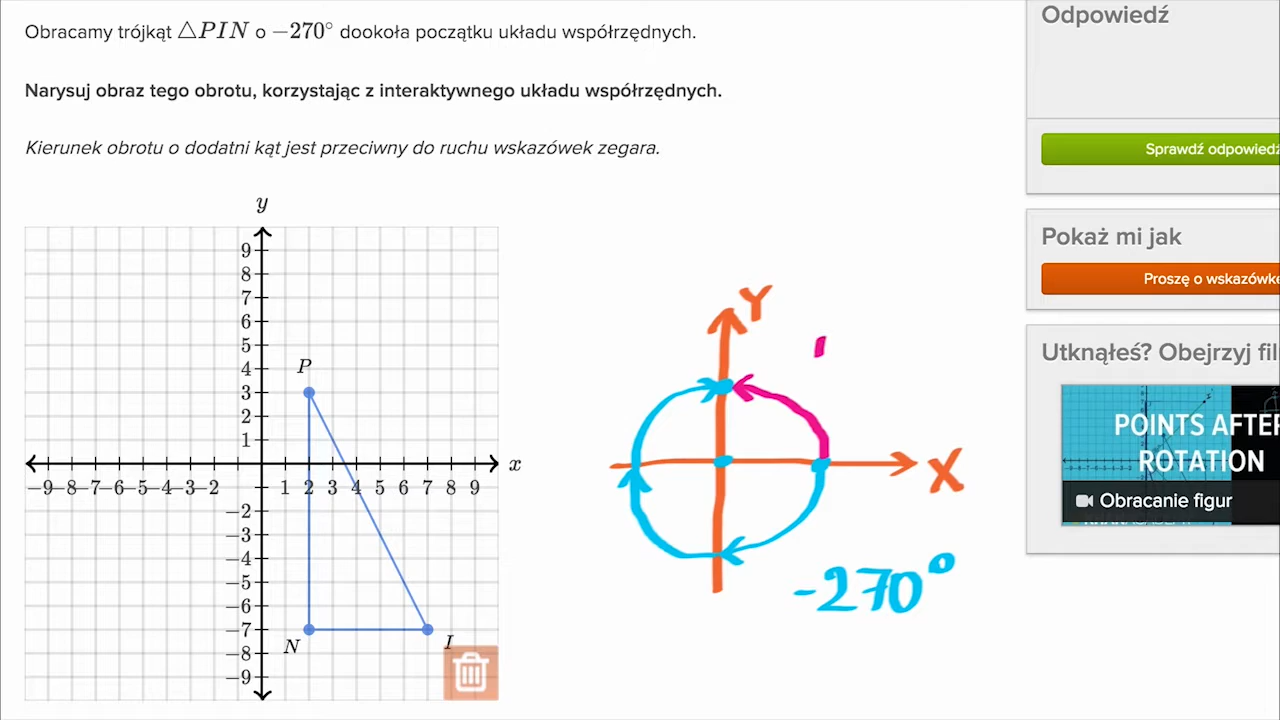 Obracamy trójkąt △PIN o −270° dookoła początku układu współrzędnych.
Narysuj obraz tego obrotu, korzystając z interaktywnego układu współrzędnych.
Kierunek obrotu o dodatni kąt jest przeciwny do ruchu wskazówek zegara.
y
9
8
7
6
5
4
3
2
1
P
−9 −8 −7 −6 −5 −4 −3 −2
1 2 3 4 5 6 7 8 9
x
−2
−3
−4
−5
−6
−7
−8
−9
N
I
Y
X
-270°
Odpowiedź
Sprawdź odpowiedź
Pokaż mi jak
Proszę o wskazówkę
Utknąłeś? Obejrzyj fil
POINTS AFTER
ROTATION
Obracanie figur